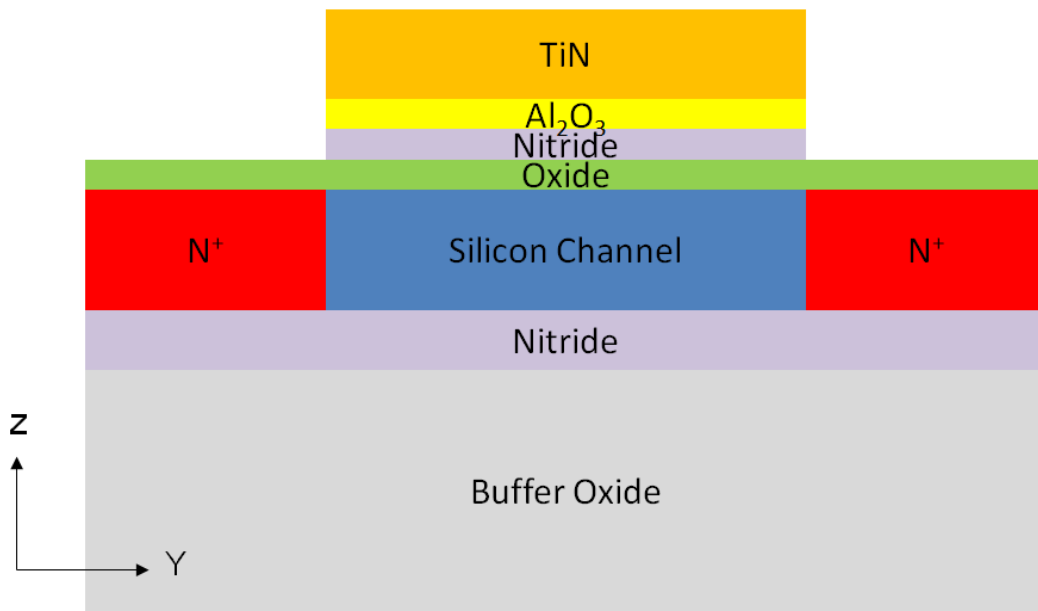 TiN
Al₂O₃
Nitride
Oxide
N⁺ Silicon Channel N⁺
Nitride
Z
Buffer Oxide
Y